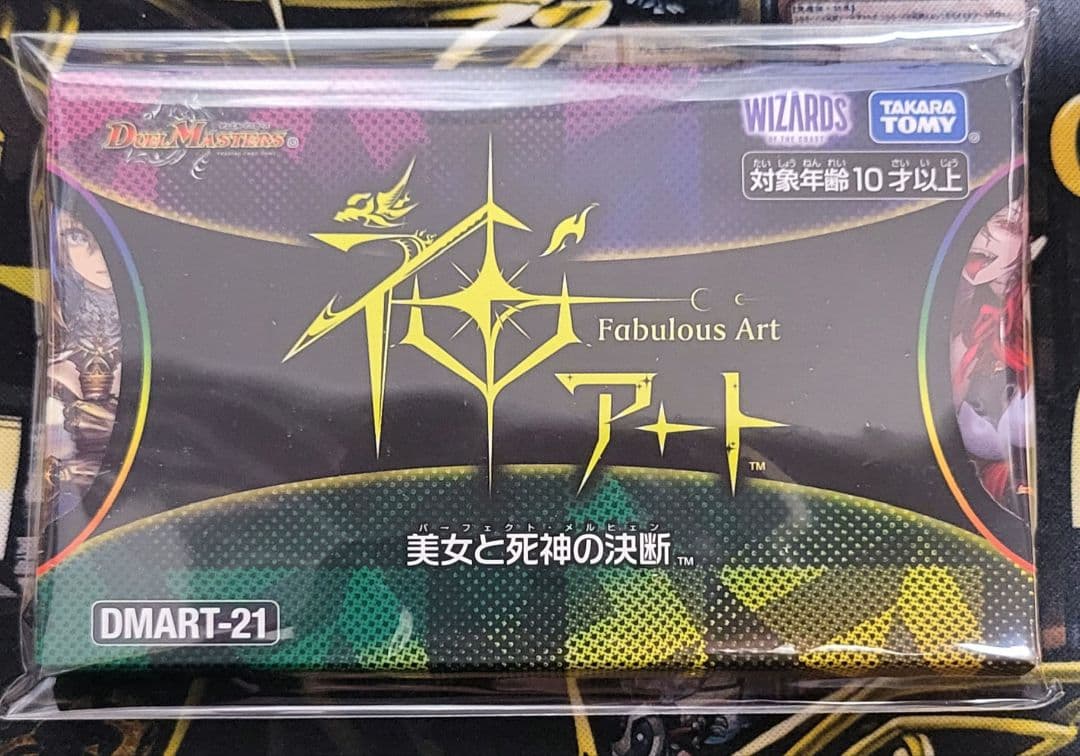 DUEL MASTERS
WIZARDS
OF THE COAST
TAKARA
TOMY
たいしょうねんれい さいいじょう
対象年齢10才以上
神
Fabulous Art
アート
TM
パーフェクト・メルヒェン
美女と死神の決断™
DMART-21